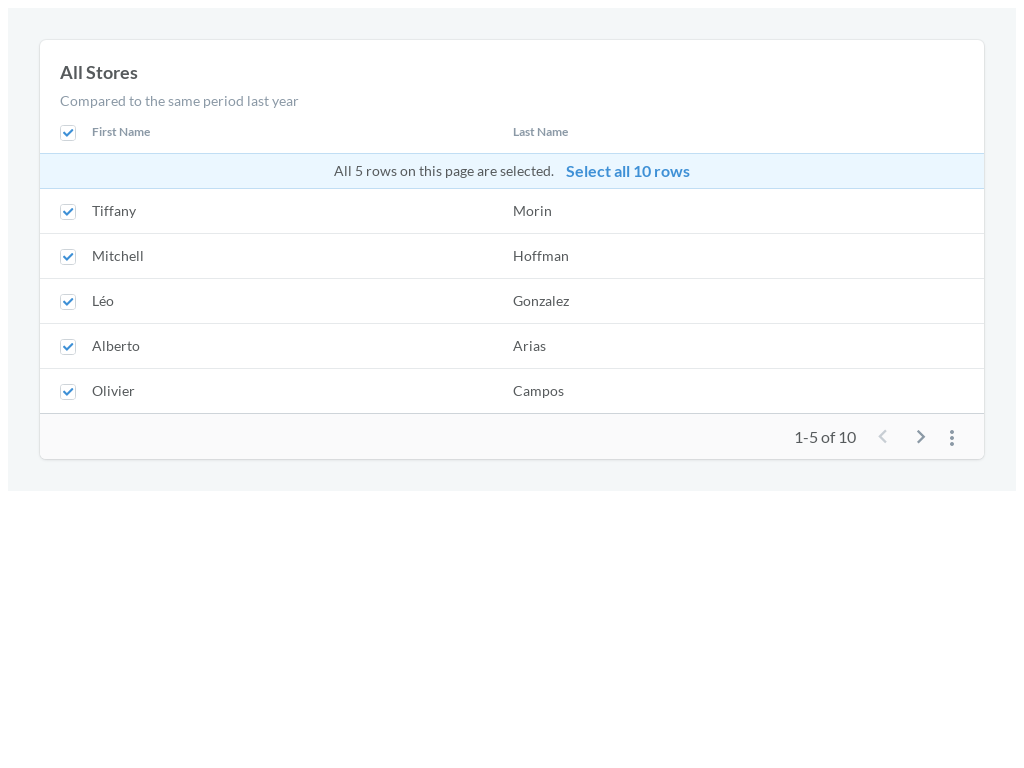 All Stores
Compared to the same period last year
First Name Last Name
All 5 rows on this page are selected. Select all 10 rows
Tiffany Morin
Mitchell Hoffman
Léo Gonzalez
Alberto Arias
Olivier Campos
1-5 of 10